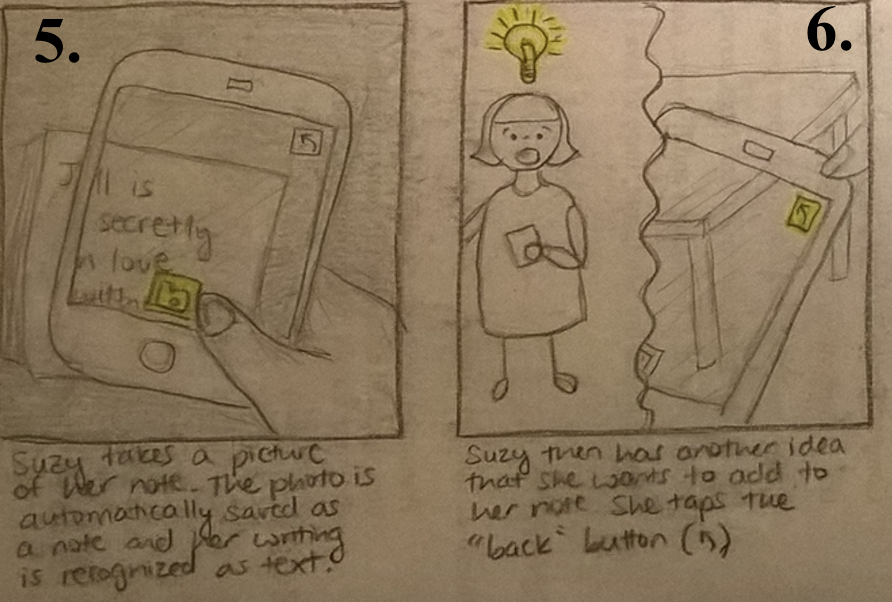 5.
J ll is
secretly
n love
with
Suzy takes a picture
of her note. The photo is
automatically saved as
a note and her writing
is recognized as text.
6.
Suzy then has another idea
that she wants to add to
her note She taps the
"back" button (↖)